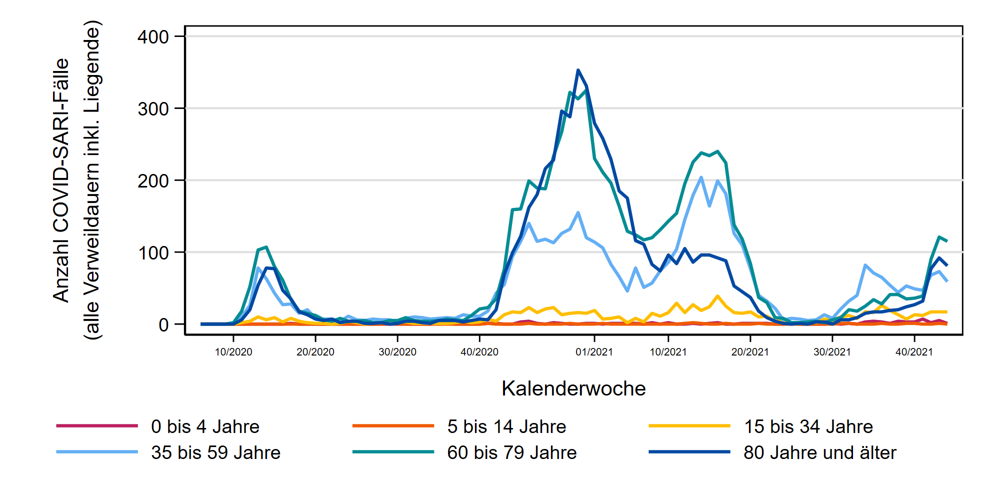 Anzahl COVID-SARI-Fälle
(alle Verweildauern inkl. Liegende)
400
300
200
100
0
10/2020 20/2020 30/2020 40/2020 01/2021 10/2021 20/2021 30/2021 40/2021
Kalenderwoche
0 bis 4 Jahre 5 bis 14 Jahre 15 bis 34 Jahre
35 bis 59 Jahre 60 bis 79 Jahre 80 Jahre und älter